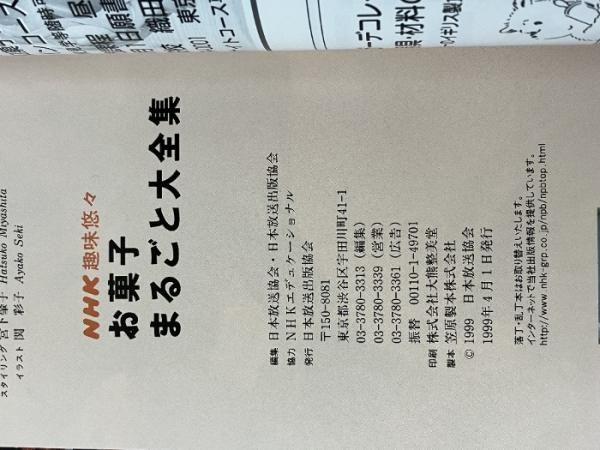 スタイリング 宮下肇子 Hatsuko Miyashita
イラスト 関 彩子 Ayako Seki
NHK 趣味悠々
お菓子
まるごと大全集
編集 日本放送協会・日本放送出版協会
協力 NHKエデュケーショナル
発行 日本放送出版協会
〒150-8081
東京都渋谷区宇田川町41-1
03-3780-3313（編集）
03-3780-3339（営業）
03-3780-3361（広告）
振替 00110-1-49701
印刷 株式会社大熊整美堂
製本 笠原製本株式会社
© 1999 日本放送協会
1999年4月1日発行
落丁・乱丁本はお取り替えいたします。
インターネットで当社出版情報を提供しています。
http://www.nhk-grp.co.jp/npb/npbtop.html